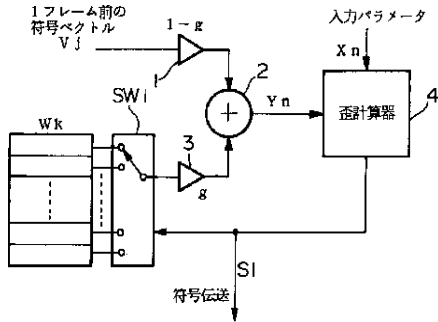 1フレーム前の
符号ベクトル
Vj
1-g
1
入力パラメータ
Xn
2
+
Yn
歪計算器
4
SWi
Wk
3
g
S1
符号伝送